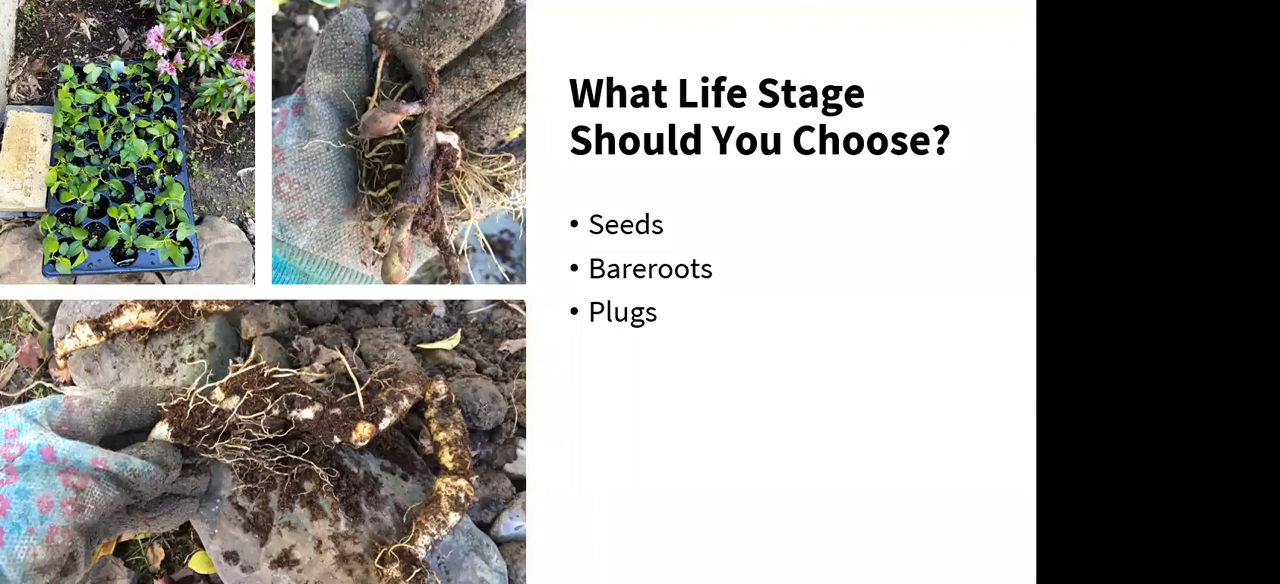 What Life Stage
Should You Choose?
• Seeds
• Bareroots
• Plugs